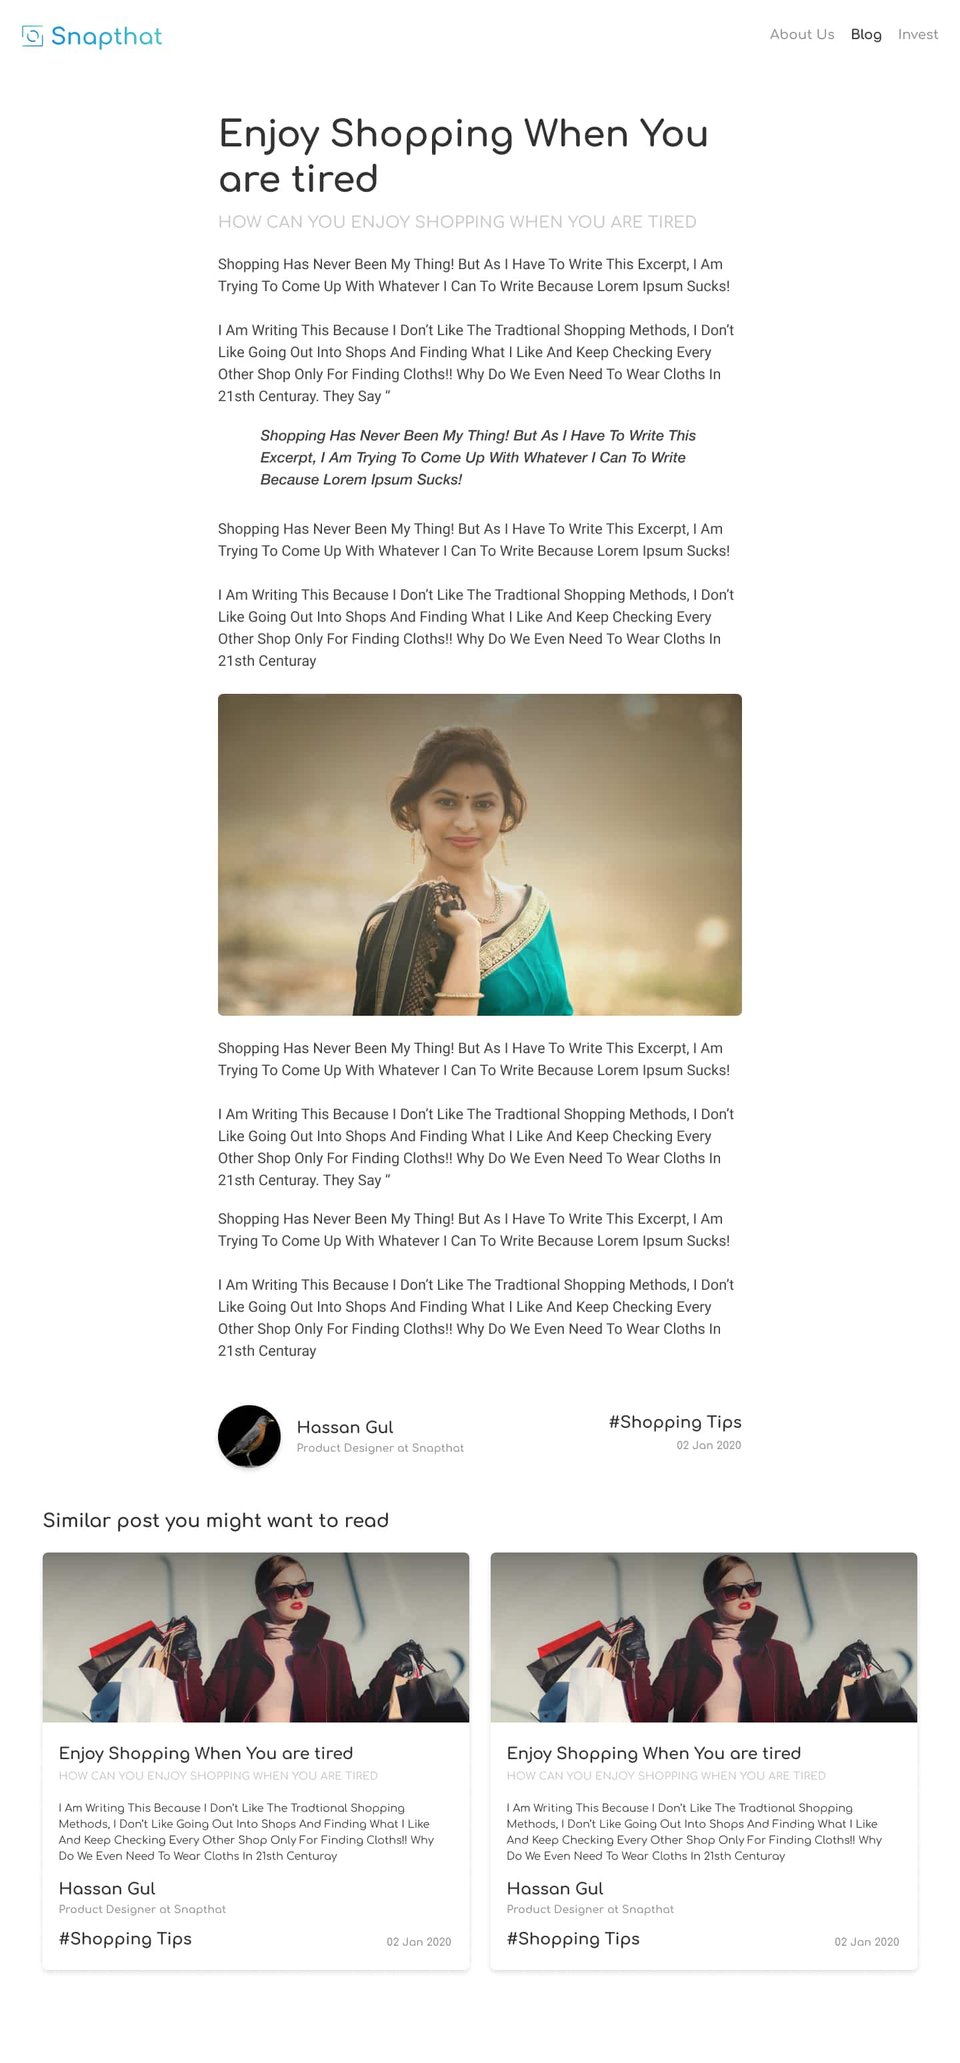 Snapthat
About Us Blog Invest
Enjoy Shopping When You
are tired
HOW CAN YOU ENJOY SHOPPING WHEN YOU ARE TIRED
Shopping Has Never Been My Thing! But As I Have To Write This Excerpt, I Am
Trying To Come Up With Whatever I Can To Write Because Lorem Ipsum Sucks!
I Am Writing This Because I Don’t Like The Tradtional Shopping Methods, I Don’t
Like Going Out Into Shops And Finding What I Like And Keep Checking Every
Other Shop Only For Finding Cloths!! Why Do We Even Need To Wear Cloths In
21sth Centuray. They Say “
Shopping Has Never Been My Thing! But As I Have To Write This
Excerpt, I Am Trying To Come Up With Whatever I Can To Write
Because Lorem Ipsum Sucks!
Shopping Has Never Been My Thing! But As I Have To Write This Excerpt, I Am
Trying To Come Up With Whatever I Can To Write Because Lorem Ipsum Sucks!
I Am Writing This Because I Don’t Like The Tradtional Shopping Methods, I Don’t
Like Going Out Into Shops And Finding What I Like And Keep Checking Every
Other Shop Only For Finding Cloths!! Why Do We Even Need To Wear Cloths In
21sth Centuray
Shopping Has Never Been My Thing! But As I Have To Write This Excerpt, I Am
Trying To Come Up With Whatever I Can To Write Because Lorem Ipsum Sucks!
I Am Writing This Because I Don’t Like The Tradtional Shopping Methods, I Don’t
Like Going Out Into Shops And Finding What I Like And Keep Checking Every
Other Shop Only For Finding Cloths!! Why Do We Even Need To Wear Cloths In
21sth Centuray. They Say “
Shopping Has Never Been My Thing! But As I Have To Write This Excerpt, I Am
Trying To Come Up With Whatever I Can To Write Because Lorem Ipsum Sucks!
I Am Writing This Because I Don’t Like The Tradtional Shopping Methods, I Don’t
Like Going Out Into Shops And Finding What I Like And Keep Checking Every
Other Shop Only For Finding Cloths!! Why Do We Even Need To Wear Cloths In
21sth Centuray
Hassan Gul
Product Designer at Snapthat
#Shopping Tips
02 Jan 2020
Similar post you might want to read
Enjoy Shopping When You are tired
HOW CAN YOU ENJOY SHOPPING WHEN YOU ARE TIRED
I Am Writing This Because I Don’t Like The Tradtional Shopping
Methods, I Don’t Like Going Out Into Shops And Finding What I Like
And Keep Checking Every Other Shop Only For Finding Cloths!! Why
Do We Even Need To Wear Cloths In 21sth Centuray
Hassan Gul
Product Designer at Snapthat
#Shopping Tips
02 Jan 2020
Enjoy Shopping When You are tired
HOW CAN YOU ENJOY SHOPPING WHEN YOU ARE TIRED
I Am Writing This Because I Don’t Like The Tradtional Shopping
Methods, I Don’t Like Going Out Into Shops And Finding What I Like
And Keep Checking Every Other Shop Only For Finding Cloths!! Why
Do We Even Need To Wear Cloths In 21sth Centuray
Hassan Gul
Product Designer at Snapthat
#Shopping Tips
02 Jan 2020